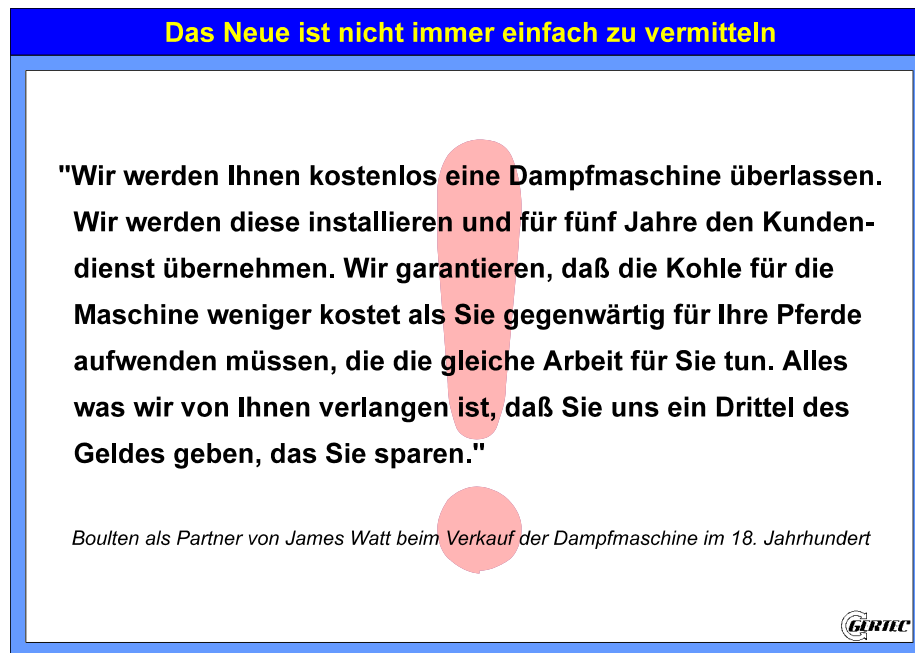 Das Neue ist nicht immer einfach zu vermitteln
"Wir werden Ihnen kostenlos eine Dampfmaschine überlassen.
Wir werden diese installieren und für fünf Jahre den Kunden-
dienst übernehmen. Wir garantieren, daß die Kohle für die
Maschine weniger kostet als Sie gegenwärtig für Ihre Pferde
aufwenden müssen, die die gleiche Arbeit für Sie tun. Alles
was wir von Ihnen verlangen ist, daß Sie uns ein Drittel des
Geldes geben, das Sie sparen."
Boulten als Partner von James Watt beim Verkauf der Dampfmaschine im 18. Jahrhundert
GERTEC